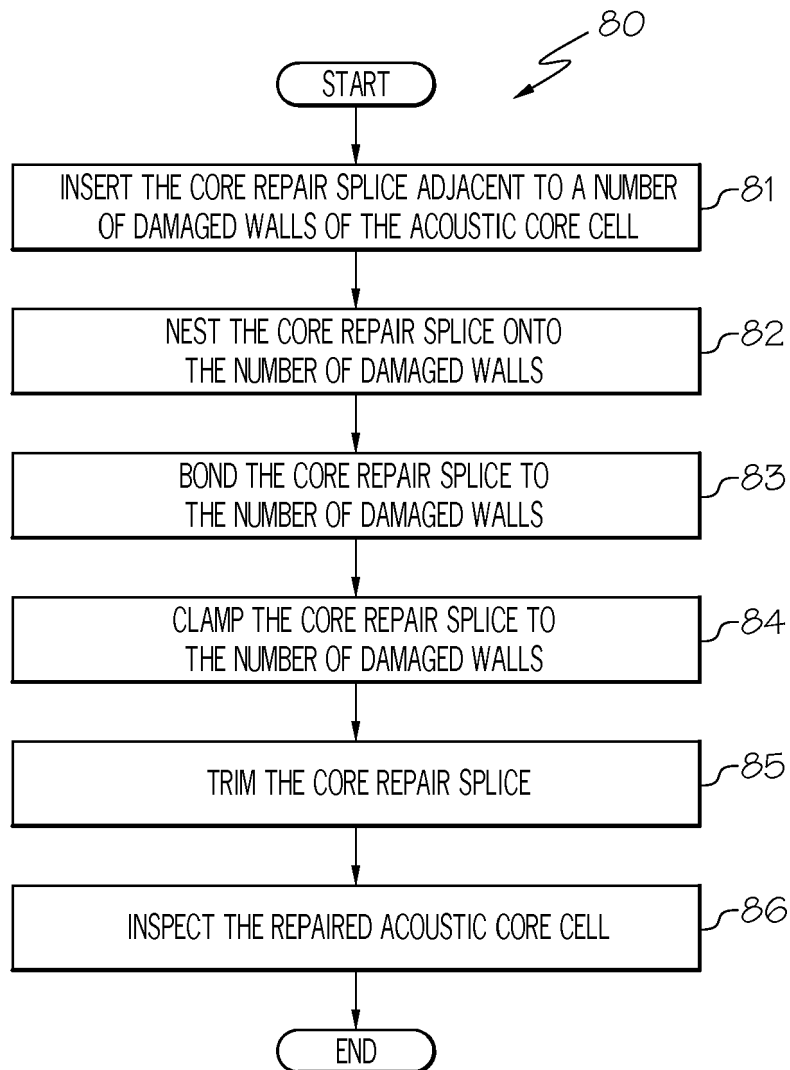 80
START
INSERT THE CORE REPAIR SPLICE ADJACENT TO A NUMBER
OF DAMAGED WALLS OF THE ACOUSTIC CORE CELL
81
NEST THE CORE REPAIR SPLICE ONTO
THE NUMBER OF DAMAGED WALLS
82
BOND THE CORE REPAIR SPLICE TO
THE NUMBER OF DAMAGED WALLS
83
CLAMP THE CORE REPAIR SPLICE TO
THE NUMBER OF DAMAGED WALLS
84
TRIM THE CORE REPAIR SPLICE
85
INSPECT THE REPAIRED ACOUSTIC CORE CELL
86
END